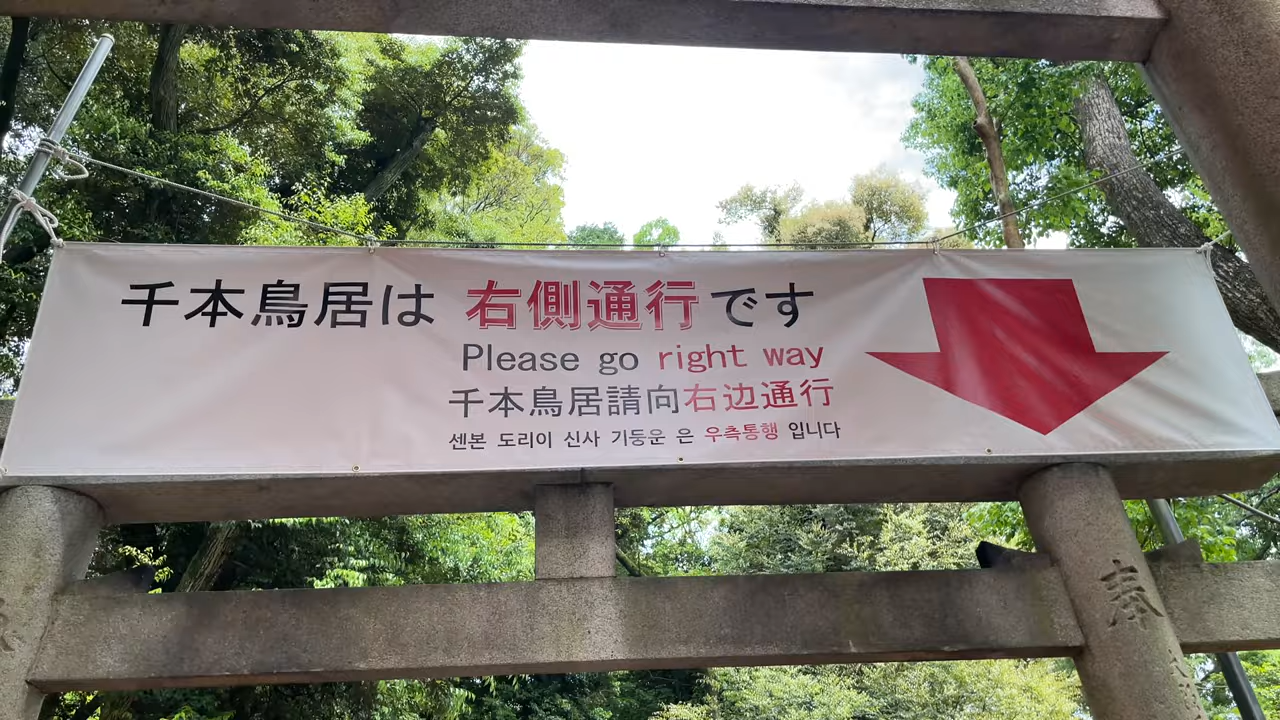 千本鳥居は 右側通行です
Please go right way
千本鳥居請向右边通行
센본 도리이 신사 기둥운 은 우측통행 입니다
奉